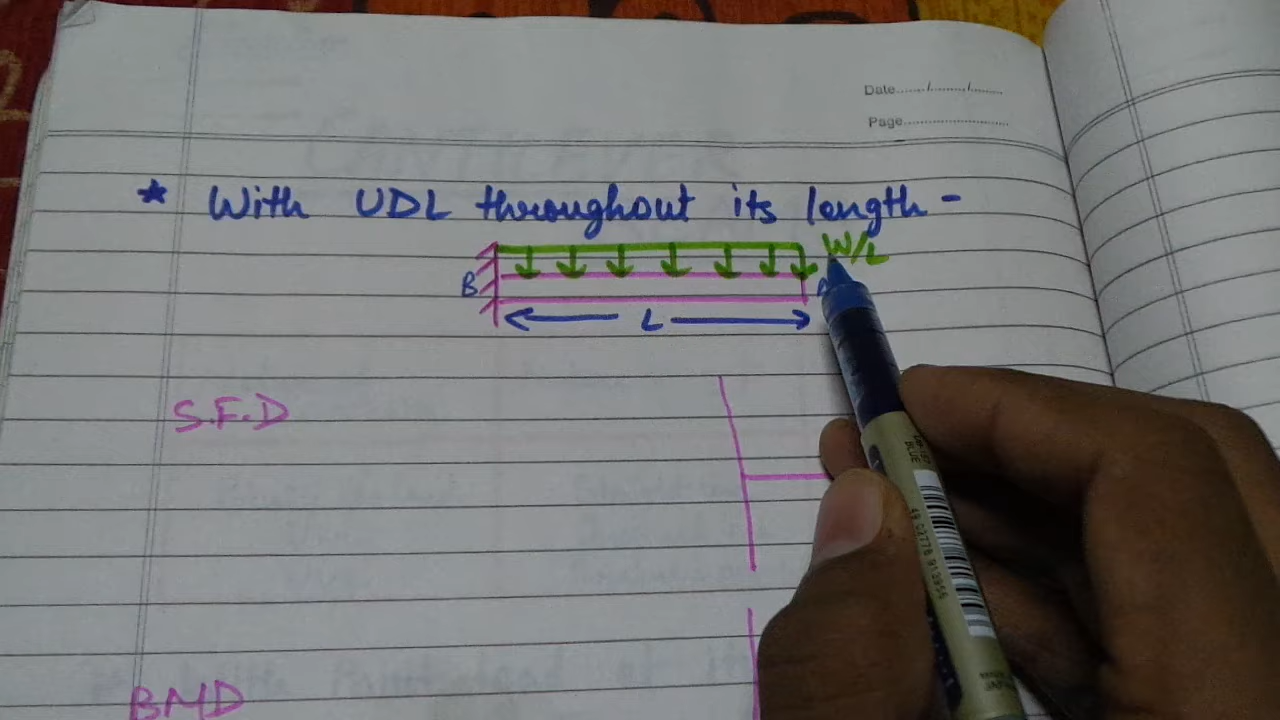 Date......./......../........
Page............................
* With UDL throughout its length -
W/L
B
L
S.F.D
BMD